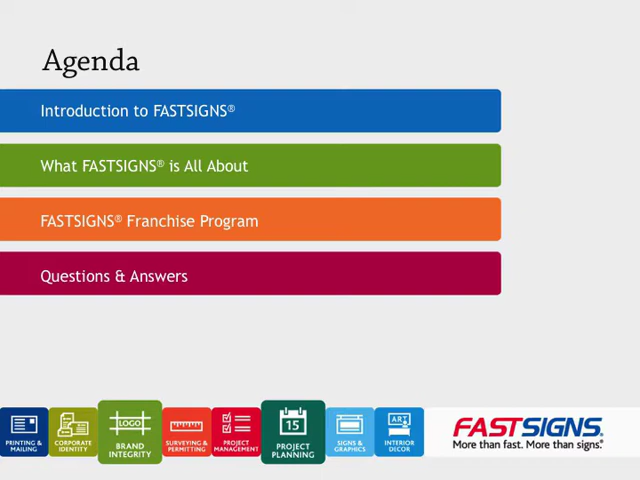 Agenda
Introduction to FASTSIGNS®
What FASTSIGNS® is All About
FASTSIGNS® Franchise Program
Questions & Answers
PRINTING &
MAILING
CORPORATE
IDENTITY
LOGO
BRAND
INTEGRITY
SURVEYING &
PERMITTING
PROJECT
MANAGEMENT
15
PROJECT
PLANNING
SIGNS &
GRAPHICS
ART
INTERIOR
DECOR
FASTSIGNS®
More than fast. More than signs.®